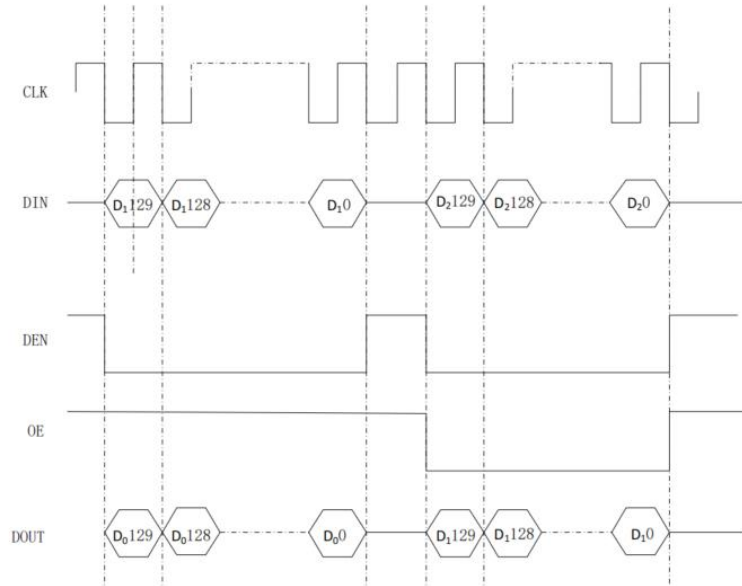 CLK
DIN D₁129 D₁128 D₁0 D₂129 D₂128 D₂0
DEN
OE
DOUT D₀129 D₀128 D₀0 D₁129 D₁128 D₁0